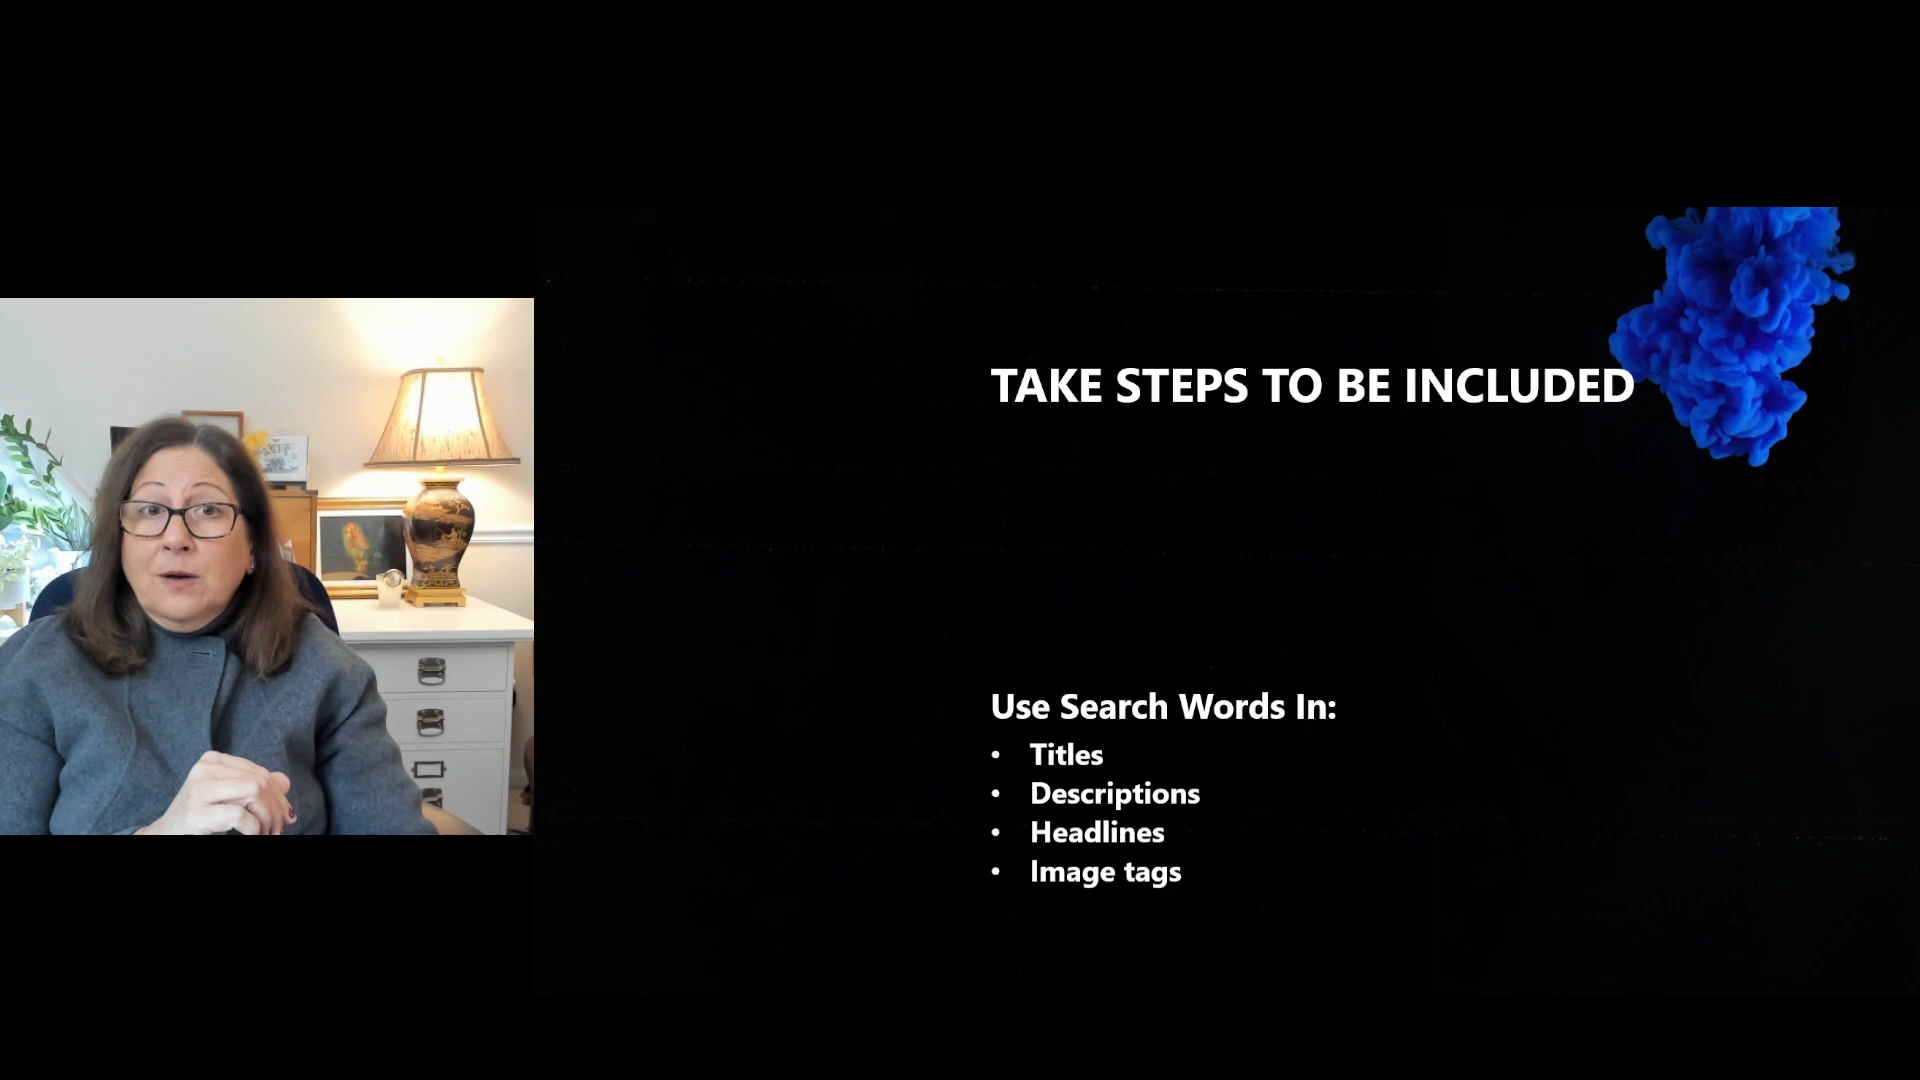 TAKE STEPS TO BE INCLUDED
Use Search Words In:
• Titles
• Descriptions
• Headlines
• Image tags